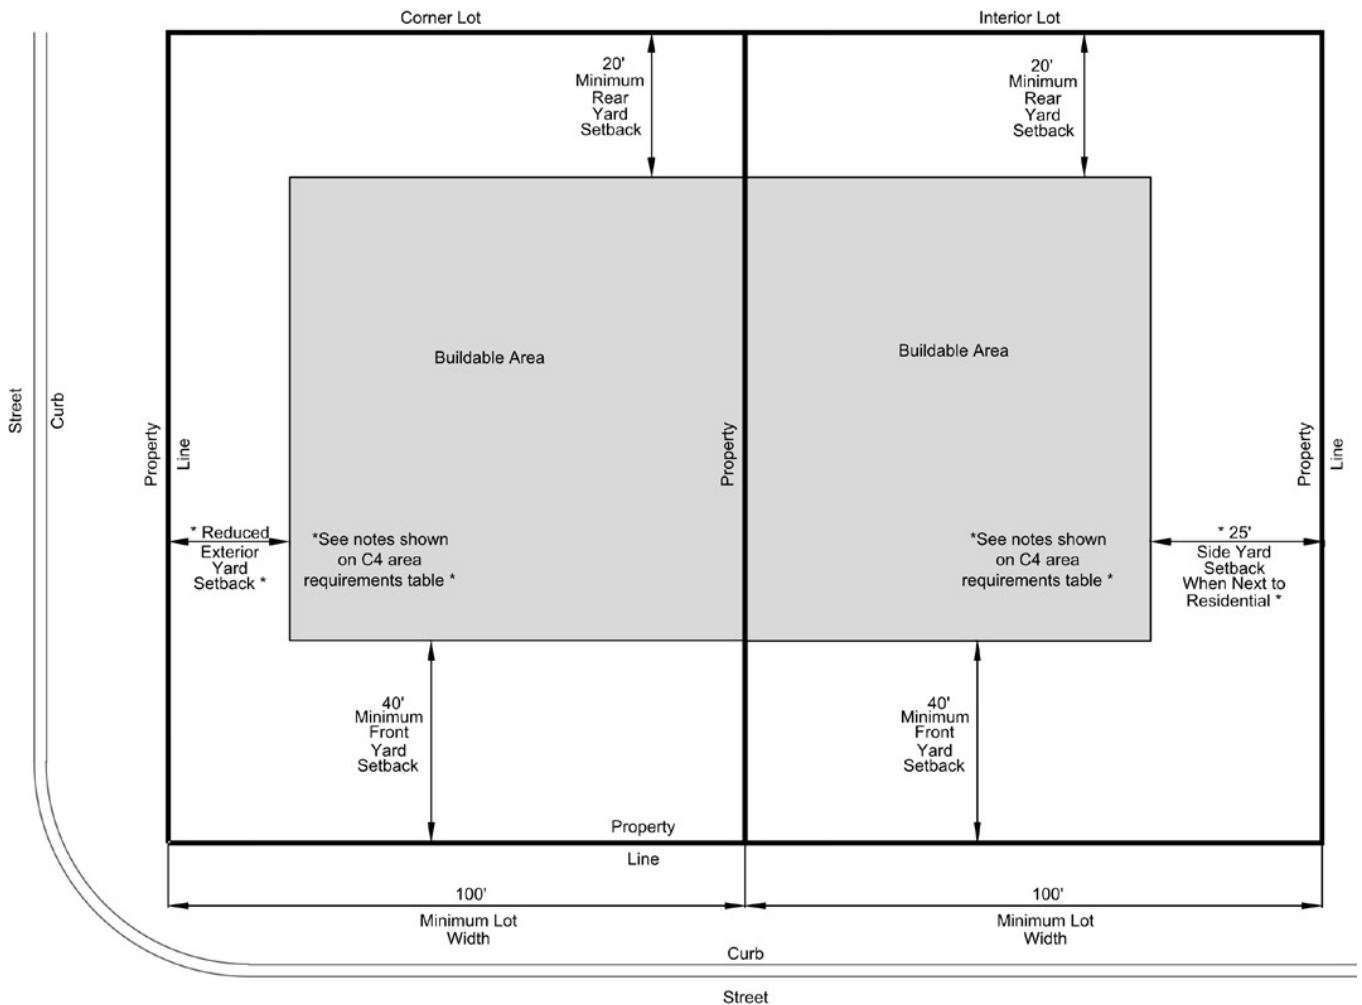 Corner Lot
Interior Lot
20'
Minimum
Rear
Yard
Setback
20'
Minimum
Rear
Yard
Setback
Buildable Area
Buildable Area
Street
Curb
Property
Line
Property
Property
Line
* Reduced
Exterior
Yard
Setback *
*See notes shown
on C4 area
requirements table *
*See notes shown
on C4 area
requirements table *
* 25'
Side Yard
Setback
When Next to
Residential *
40'
Minimum
Front
Yard
Setback
40'
Minimum
Front
Yard
Setback
Property
Line
100'
Minimum Lot
Width
100'
Minimum Lot
Width
Curb
Street